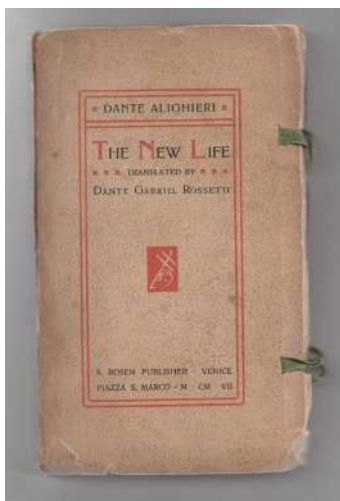 DANTE ALIGHIERI
THE NEW LIFE
TRANSLATED BY
DANTE GABRIEL ROSSETTI
S. ROSEN PUBLISHER - VENICE
PIAZZA S. MARCO - M CM VII